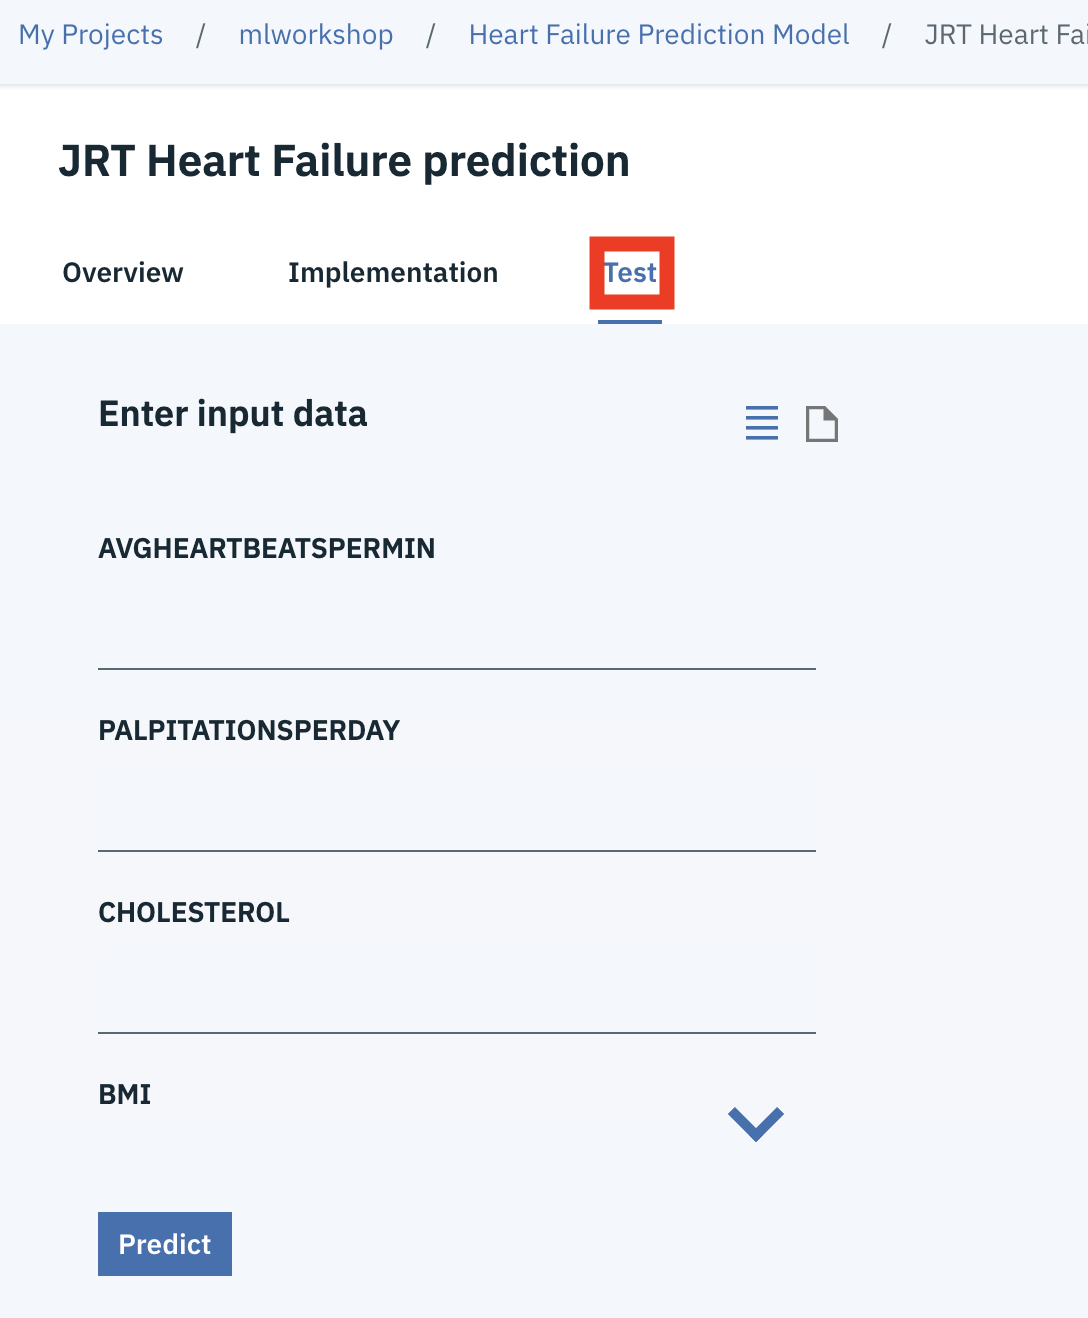 My Projects / mlworkshop / Heart Failure Prediction Model / JRT Heart Fai
JRT Heart Failure prediction
Overview Implementation Test
Enter input data
AVGHEARTBEATSPERMIN
PALPITATIONSPERDAY
CHOLESTEROL
BMI
Predict